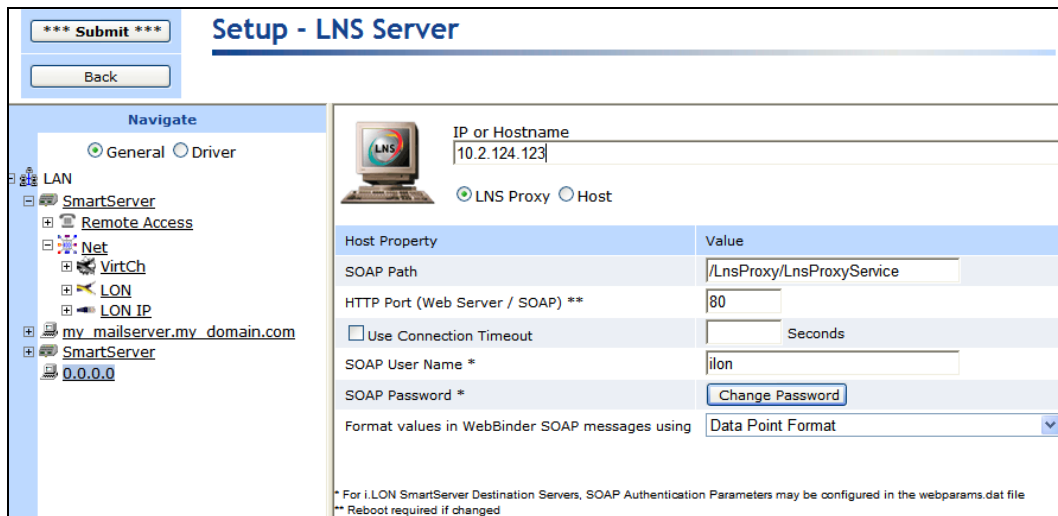 *** Submit ***
Setup - LNS Server
Back
Navigate
General Driver
LAN
SmartServer
Remote Access
Net
VirtCh
LON
LON IP
my_mailserver.my_domain.com
SmartServer
0.0.0.0
LNS
IP or Hostname
10.2.124.123
LNS Proxy Host
Host Property Value
SOAP Path /LnsProxy/LnsProxyService
HTTP Port (Web Server / SOAP) ** 80
Use Connection Timeout Seconds
SOAP User Name * ilon
SOAP Password * Change Password
Format values in WebBinder SOAP messages using Data Point Format
* For i.LON SmartServer Destination Servers, SOAP Authentication Parameters may be configured in the webparams.dat file
** Reboot required if changed